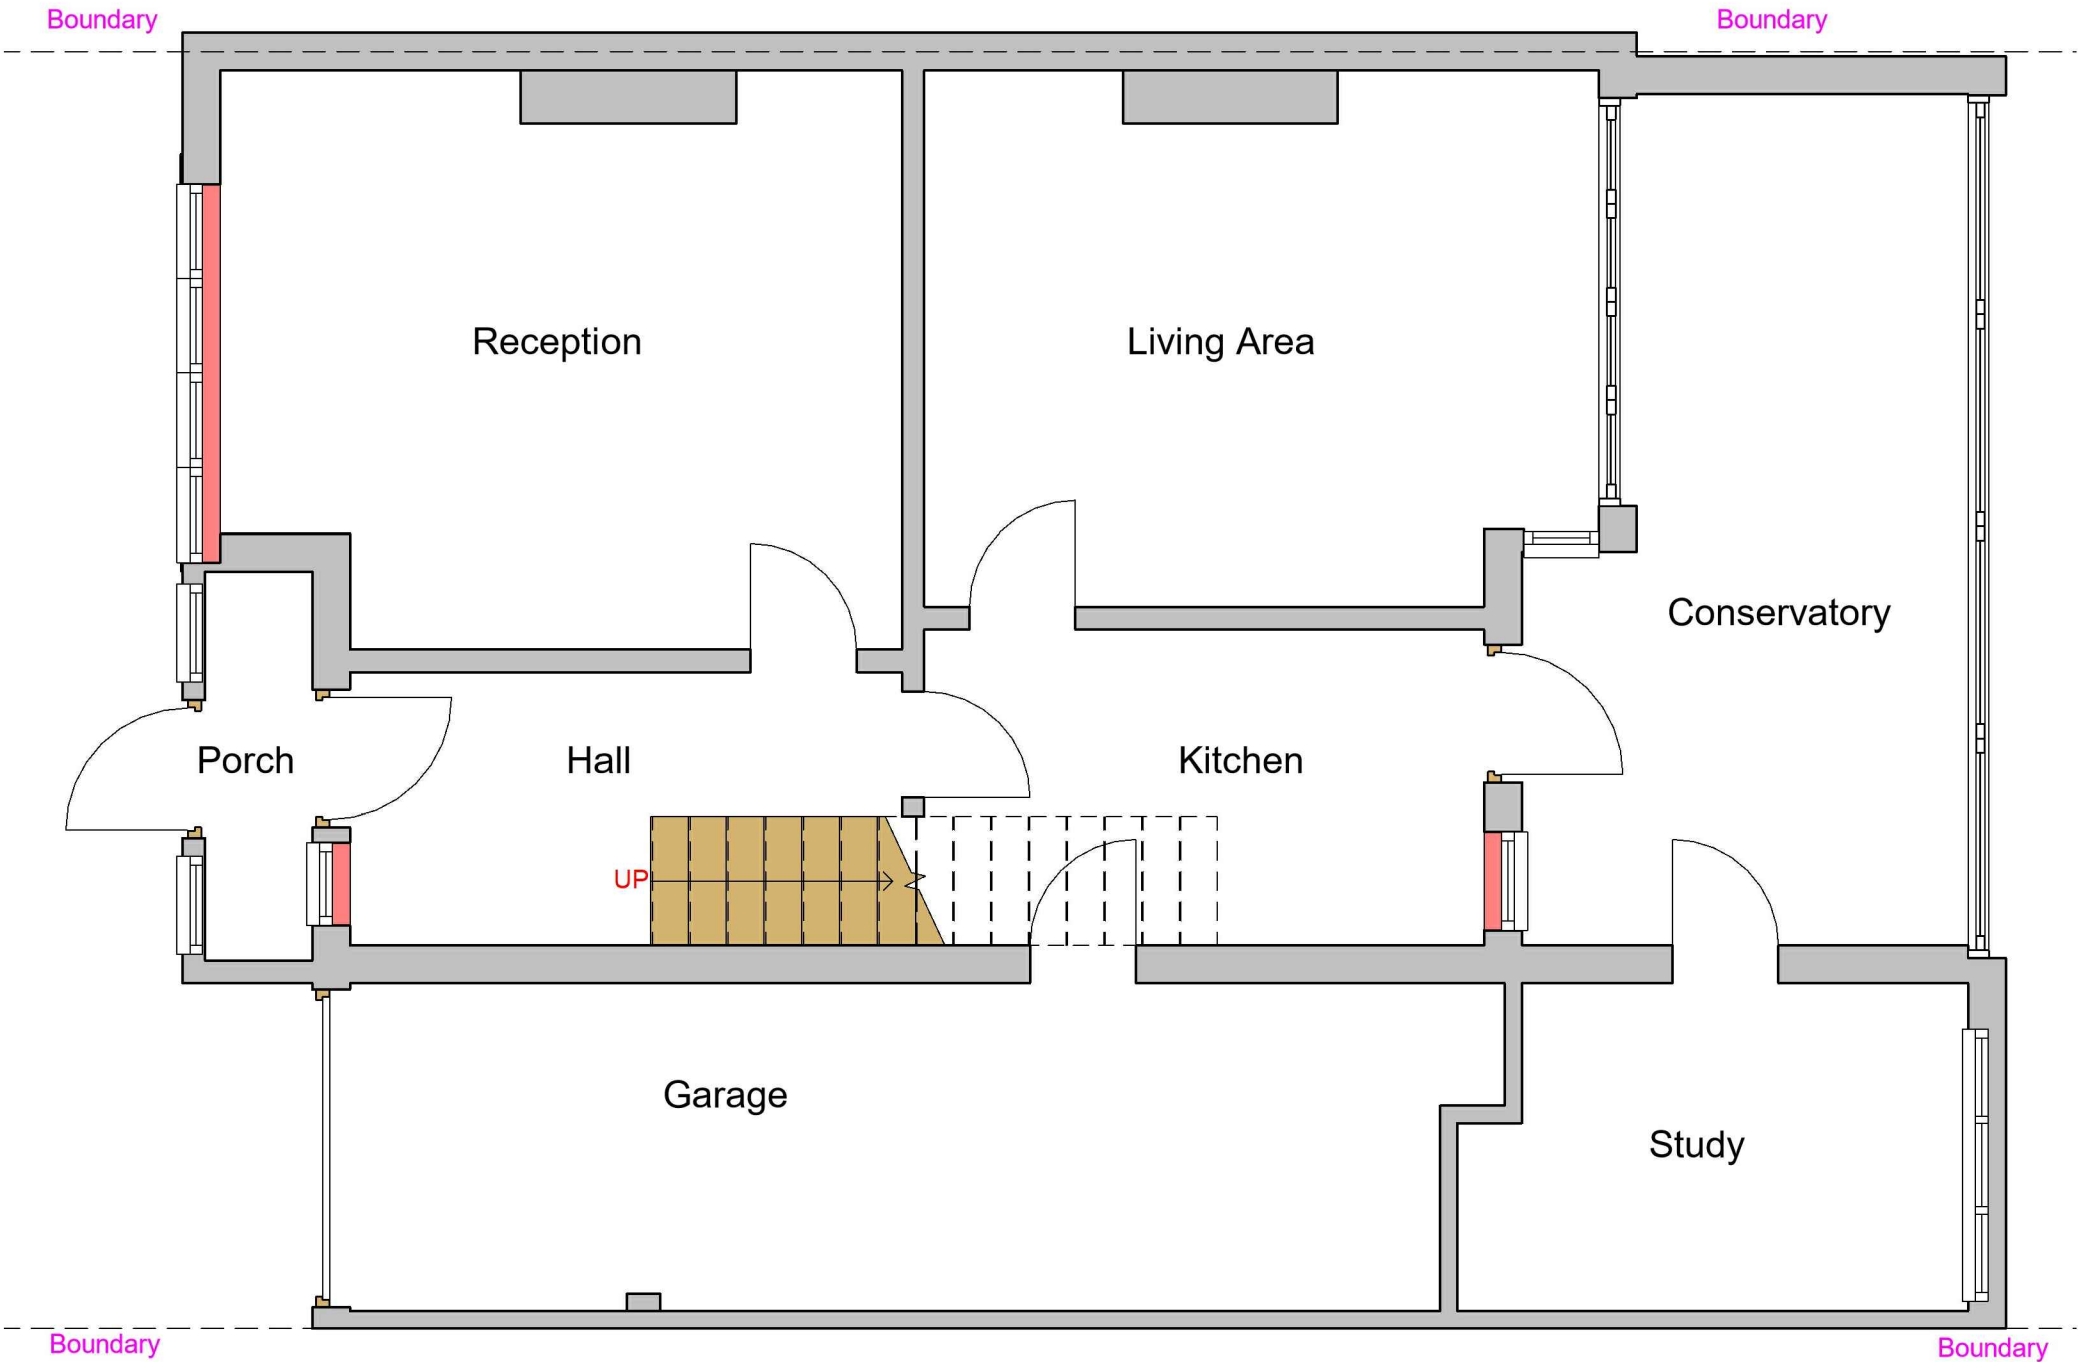 Boundary
Boundary
Reception
Living Area
Conservatory
Porch
Hall
Kitchen
UP
Garage
Study
Boundary
Boundary